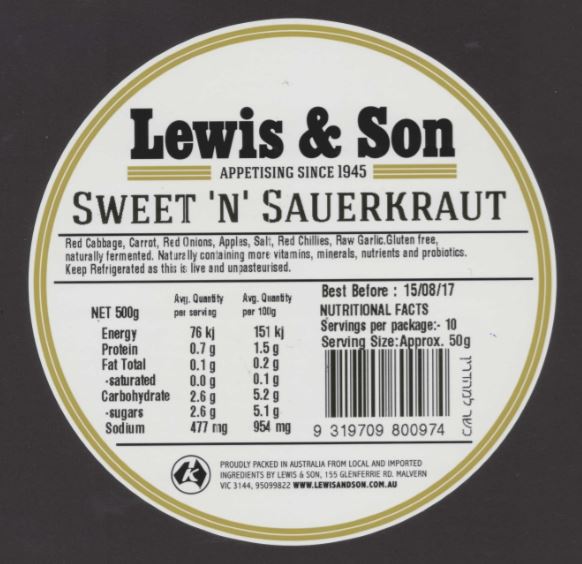 Lewis & Son
APPETISING SINCE 1945
SWEET 'N' SAUERKRAUT
Red Cabbage, Carrot, Red Onions, Apples, Salt, Red Chillies, Raw Garlic.Gluten free,
naturally fermented. Naturally containing more vitamins, minerals, nutrients and probiotics.
Keep Refrigerated as this is live and unpasteurised.
Best Before : 15/08/17
NUTRITIONAL FACTS
Servings per package:- 10
Serving Size:Approx. 50g
NET 500g Avg. Quantity per serving Avg. Quantity per 100g
Energy 76 kj 151 kj
Protein 0.7 g 1.5 g
Fat Total 0.1 g 0.2 g
-saturated 0.0 g 0.1 g
Carbohydrate 2.6 g 5.2 g
-sugars 2.6 g 5.1 g
Sodium 477 mg 954 mg
9 319709 800974
K
PROUDLY PACKED IN AUSTRALIA FROM LOCAL AND IMPORTED
INGREDIENTS BY LEWIS & SON, 155 GLENFERRIE RD. MALVERN
VIC 3144, 95099822 WWW.LEWISANDSON.COM.AU